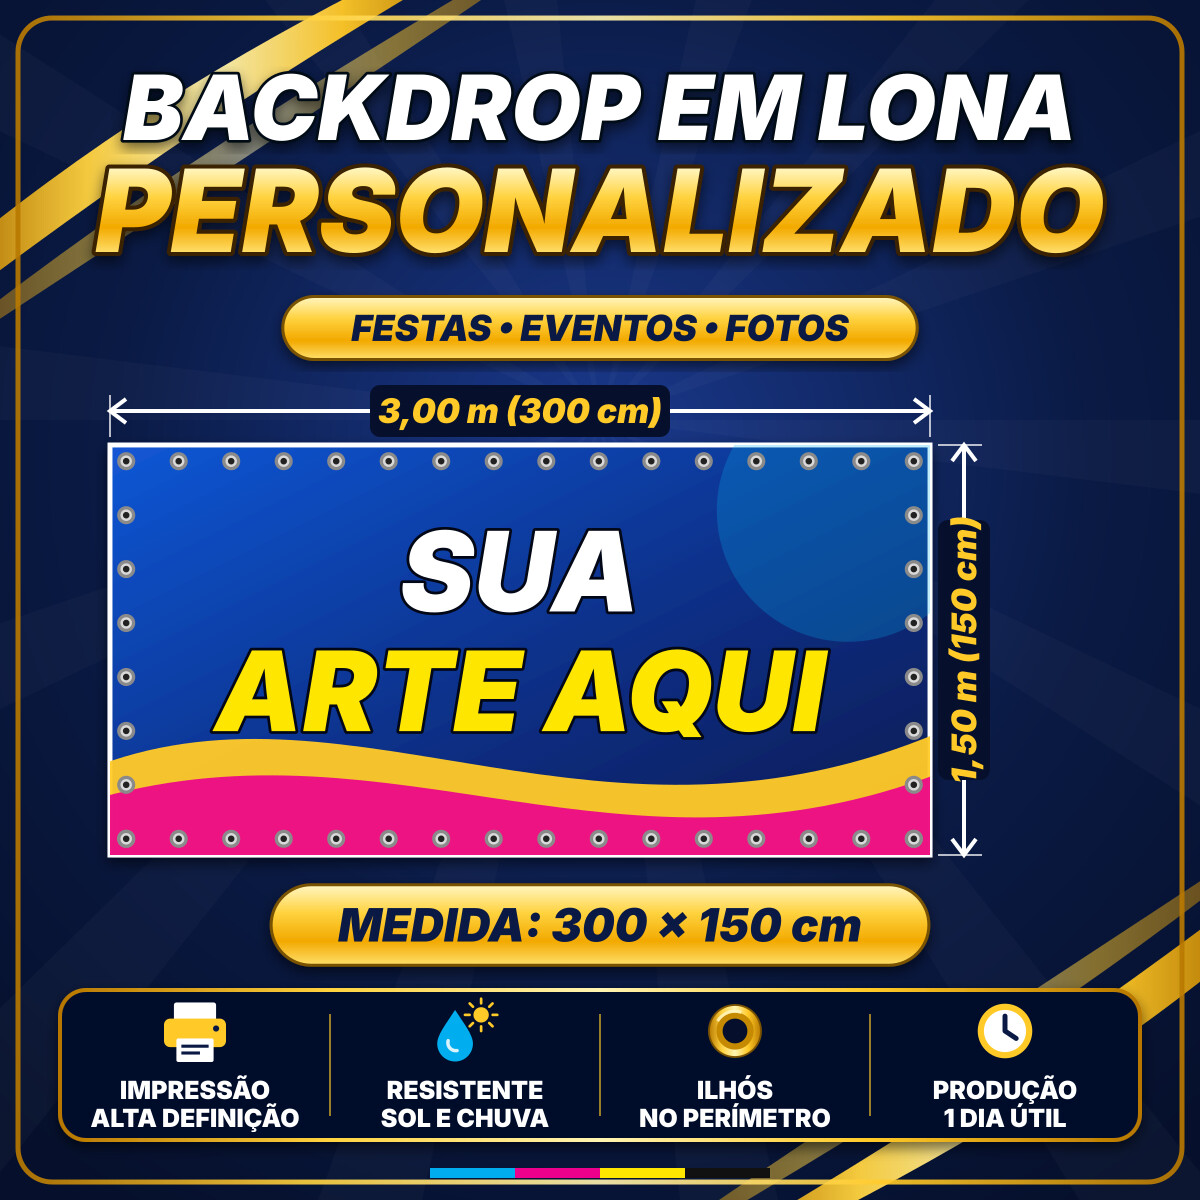 BACKDROP EM LONA
PERSONALIZADO
FESTAS • EVENTOS • FOTOS
3,00 m (300 cm)
SUA
ARTE AQUI
1,50 m (150 cm)
MEDIDA: 300 × 150 cm
IMPRESSÃO
ALTA DEFINIÇÃO
RESISTENTE
SOL E CHUVA
ILHÓS
NO PERÍMETRO
PRODUÇÃO
1 DIA ÚTIL